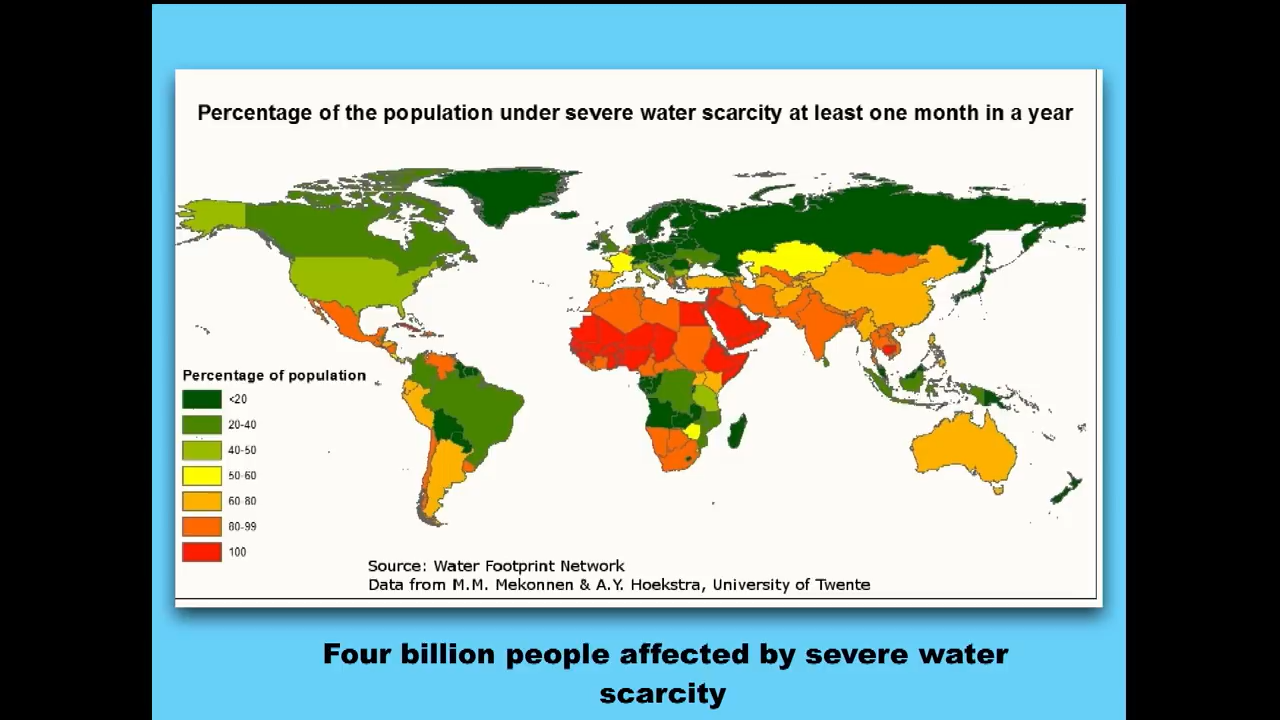 Percentage of the population under severe water scarcity at least one month in a year
Percentage of population
<20
20-40
40-50
50-60
60-80
80-99
100
Source: Water Footprint Network
Data from M.M. Mekonnen & A.Y. Hoekstra, University of Twente
Four billion people affected by severe water
scarcity